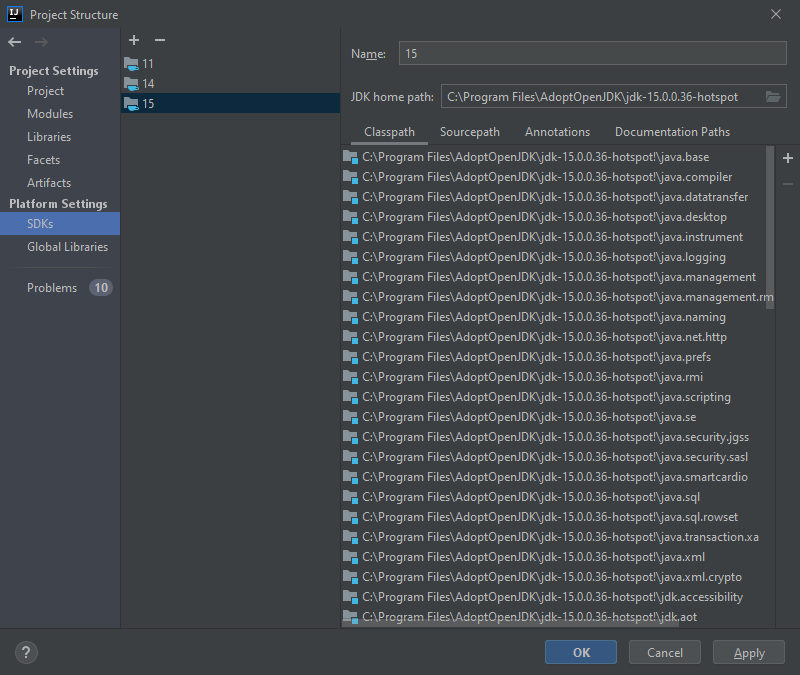 Project Structure
Project Settings
Project
Modules
Libraries
Facets
Artifacts
Platform Settings
SDKs
Global Libraries
Problems 10
11
14
15
Name: 15
JDK home path: C:\Program Files\AdoptOpenJDK\jdk-15.0.0.36-hotspot
Classpath Sourcepath Annotations Documentation Paths
C:\Program Files\AdoptOpenJDK\jdk-15.0.0.36-hotspot!\java.base
C:\Program Files\AdoptOpenJDK\jdk-15.0.0.36-hotspot!\java.compiler
C:\Program Files\AdoptOpenJDK\jdk-15.0.0.36-hotspot!\java.datatransfer
C:\Program Files\AdoptOpenJDK\jdk-15.0.0.36-hotspot!\java.desktop
C:\Program Files\AdoptOpenJDK\jdk-15.0.0.36-hotspot!\java.instrument
C:\Program Files\AdoptOpenJDK\jdk-15.0.0.36-hotspot!\java.logging
C:\Program Files\AdoptOpenJDK\jdk-15.0.0.36-hotspot!\java.management
C:\Program Files\AdoptOpenJDK\jdk-15.0.0.36-hotspot!\java.management.rm
C:\Program Files\AdoptOpenJDK\jdk-15.0.0.36-hotspot!\java.naming
C:\Program Files\AdoptOpenJDK\jdk-15.0.0.36-hotspot!\java.net.http
C:\Program Files\AdoptOpenJDK\jdk-15.0.0.36-hotspot!\java.prefs
C:\Program Files\AdoptOpenJDK\jdk-15.0.0.36-hotspot!\java.rmi
C:\Program Files\AdoptOpenJDK\jdk-15.0.0.36-hotspot!\java.scripting
C:\Program Files\AdoptOpenJDK\jdk-15.0.0.36-hotspot!\java.se
C:\Program Files\AdoptOpenJDK\jdk-15.0.0.36-hotspot!\java.security.jgss
C:\Program Files\AdoptOpenJDK\jdk-15.0.0.36-hotspot!\java.security.sasl
C:\Program Files\AdoptOpenJDK\jdk-15.0.0.36-hotspot!\java.smartcardio
C:\Program Files\AdoptOpenJDK\jdk-15.0.0.36-hotspot!\java.sql
C:\Program Files\AdoptOpenJDK\jdk-15.0.0.36-hotspot!\java.sql.rowset
C:\Program Files\AdoptOpenJDK\jdk-15.0.0.36-hotspot!\java.transaction.xa
C:\Program Files\AdoptOpenJDK\jdk-15.0.0.36-hotspot!\java.xml
C:\Program Files\AdoptOpenJDK\jdk-15.0.0.36-hotspot!\java.xml.crypto
C:\Program Files\AdoptOpenJDK\jdk-15.0.0.36-hotspot!\jdk.accessibility
C:\Program Files\AdoptOpenJDK\jdk-15.0.0.36-hotspot!\jdk.aot
? OK Cancel Apply